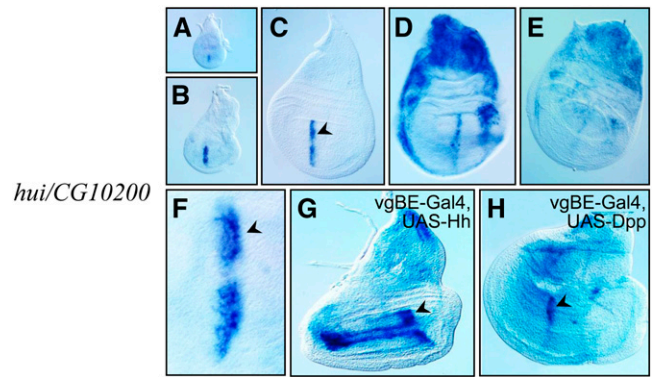 A
B
C
D
E
hui/CG10200
F
G
vgBE-Gal4,
UAS-Hh
H
vgBE-Gal4,
UAS-Dpp